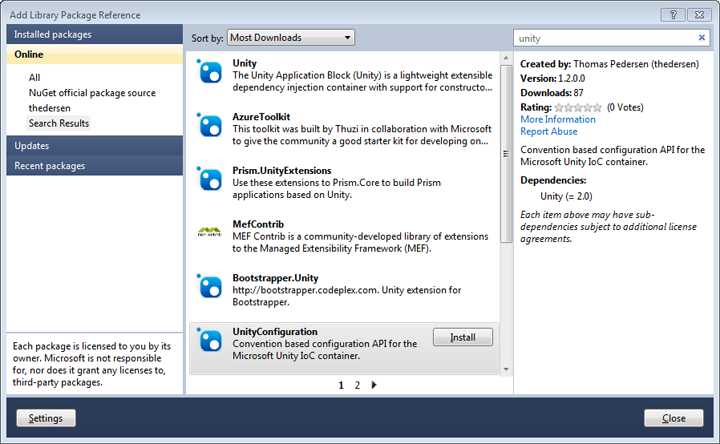 Add Library Package Reference
Installed packages
Online
All
NuGet official package source
thedersen
Search Results
Updates
Recent packages
Each package is licensed to you by its
owner. Microsoft is not responsible
for, nor does it grant any licenses to,
third-party packages.
Sort by: Most Downloads
Unity
The Unity Application Block (Unity) is a lightweight extensible
dependency injection container with support for constructo...
AzureToolkit
This toolkit was built by Thuzi in collaboration with Microsoft
to give the community a good starter kit for developing on...
Prism.UnityExtensions
Use these extensions to Prism.Core to build Prism
applications based on Unity.
MefContrib
MEF Contrib is a community-developed library of extensions
to the Managed Extensibility Framework (MEF).
Bootstrapper.Unity
http://bootstrapper.codeplex.com. Unity extension for
Bootstrapper.
UnityConfiguration
Convention based configuration API for the
Microsoft Unity IoC container.
Install
1 2
unity
Created by: Thomas Pedersen (thedersen)
Version: 1.2.0.0
Downloads: 87
Rating: (0 Votes)
More Information
Report Abuse
Convention based configuration API for the
Microsoft Unity IoC container.
Dependencies:
Unity (= 2.0)
Each item above may have sub-
dependencies subject to additional license
agreements.
Settings
Close